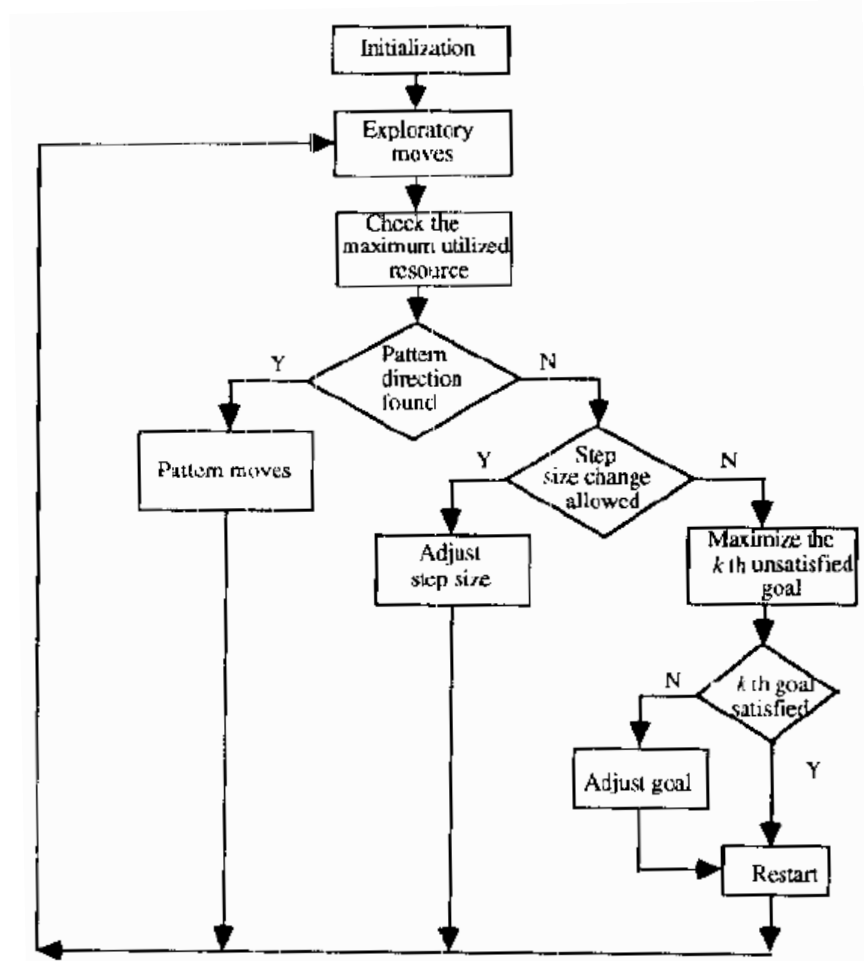 Initialization
Exploratory
moves
Check the
maximum utilized
resource
Pattern
direction
found
Y
N
Pattern moves
Step
size change
allowed
Y
N
Adjust
step size
Maximize the
k th unsatisfied
goal
k th goal
satisfied
N
Y
Adjust goal
Restart